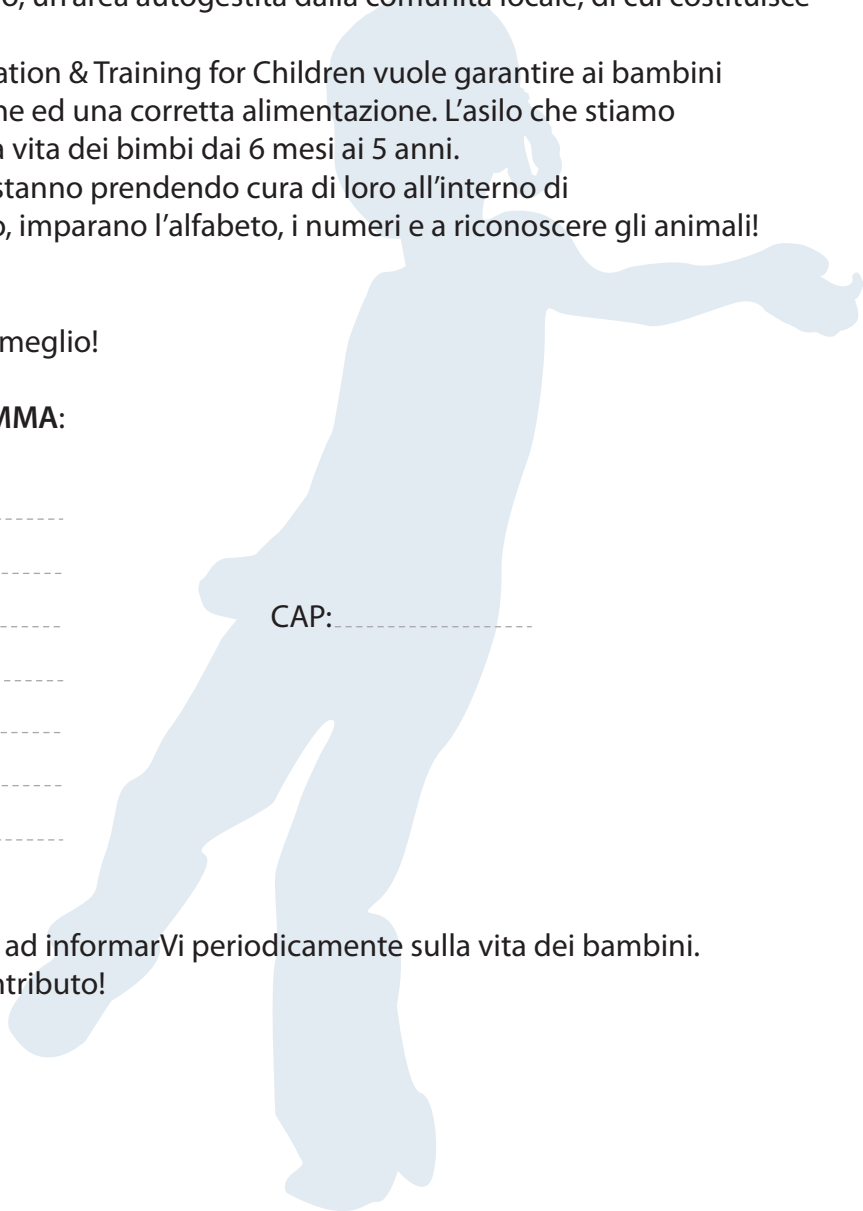 o, un'area autogestita dalla comunità locale, di cui costituisce
ation & Training for Children vuole garantire ai bambini
ne ed una corretta alimentazione. L'asilo che stiamo
a vita dei bimbi dai 6 mesi ai 5 anni.
stanno prendendo cura di loro all'interno di
o, imparano l'alfabeto, i numeri e a riconoscere gli animali!
meglio!
MMA:
CAP:
ad informarVi periodicamente sulla vita dei bambini.
ntributo!